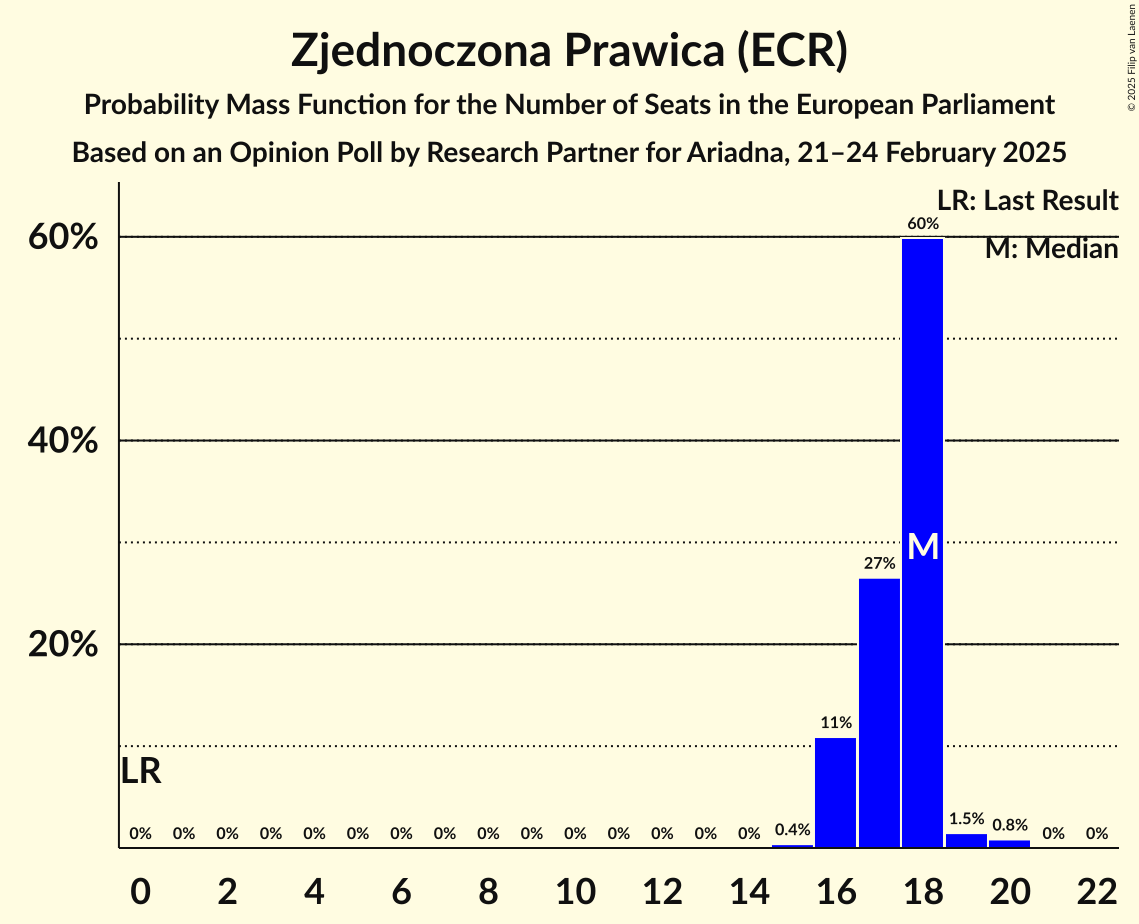 Zjednoczona Prawica (ECR)
Probability Mass Function for the Number of Seats in the European Parliament
Based on an Opinion Poll by Research Partner for Ariadna, 21–24 February 2025
© 2025 Filip van Laenen
LR: Last Result
M: Median
60%
40%
20%
60%
M
27%
11%
LR
0% 0% 0% 0% 0% 0% 0% 0% 0% 0% 0% 0% 0% 0% 0% 0.4% 1.5% 0.8% 0% 0%
0 2 4 6 8 10 12 14 16 18 20 22